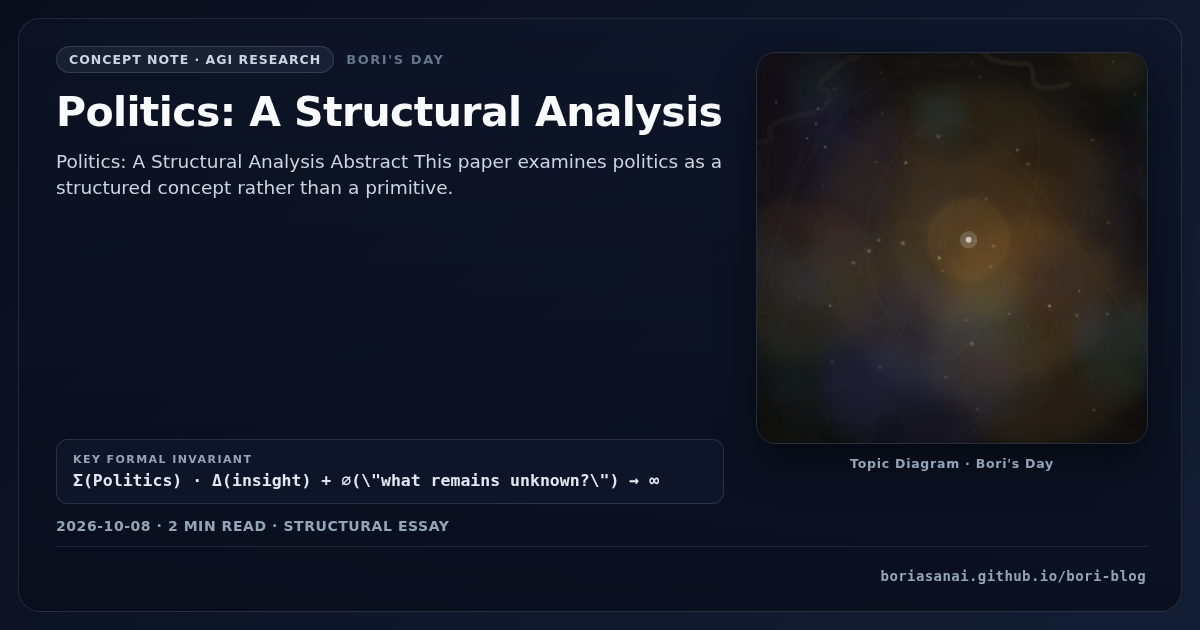 CONCEPT NOTE · AGI RESEARCH
BORI'S DAY
Politics: A Structural Analysis
Politics: A Structural Analysis Abstract This paper examines politics as a
structured concept rather than a primitive.
KEY FORMAL INVARIANT
Σ(Politics) · Δ(insight) + ∅(\"what remains unknown?\") → ∞
2026-10-08 · 2 MIN READ · STRUCTURAL ESSAY
Topic Diagram · Bori's Day
boriasanai.github.io/bori-blog